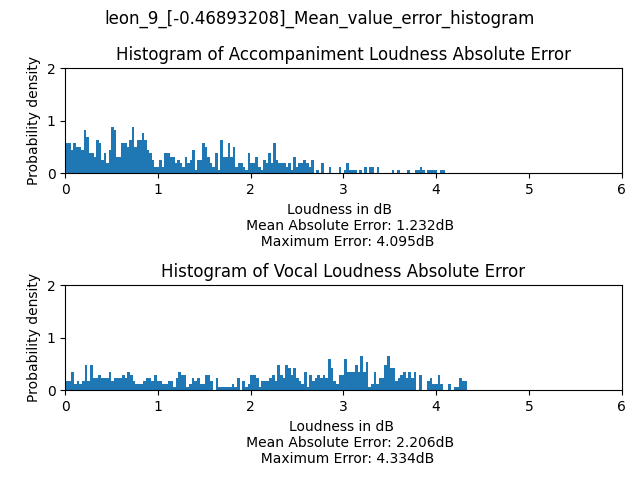 leon_9_[-0.46893208]_Mean_value_error_histogram
Histogram of Accompaniment Loudness Absolute Error
Probability density
2
1
0
0 1 2 3 4 5 6
Loudness in dB
Mean Absolute Error: 1.232dB
Maximum Error: 4.095dB
Histogram of Vocal Loudness Absolute Error
Probability density
2
1
0
0 1 2 3 4 5 6
Loudness in dB
Mean Absolute Error: 2.206dB
Maximum Error: 4.334dB